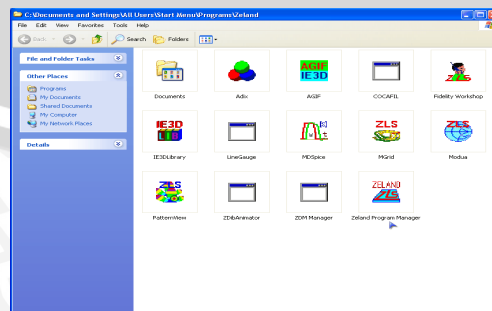 C:\Documents and Settings\All Users\Start Menu\Programs\Zeland
File Edit View Favorites Tools Help
Back Search Folders
File and Folder Tasks
Other Places
Programs
My Documents
Shared Documents
My Computer
My Network Places
Details
Documents Adix AGIF COCAFIL Fidelity Workshop
AGIF
IE3D
IE3D
ZLS
ZLS
IE3DLibrary LineGauge MDSpice MGrid Modua
ZLS
ZELAND
PatternView ZDibAnimator ZDM Manager Zeland Program Manager